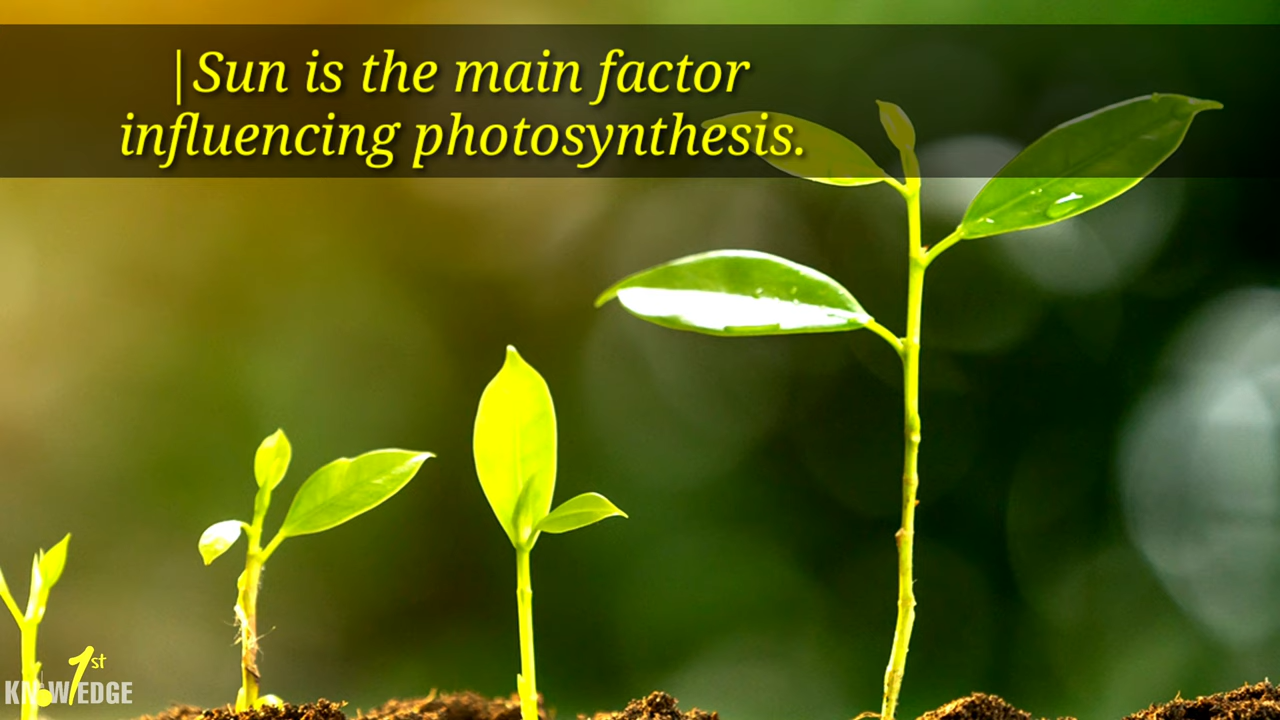 |Sun is the main factor
influencing photosynthesis.
1st
KNOWLEDGE